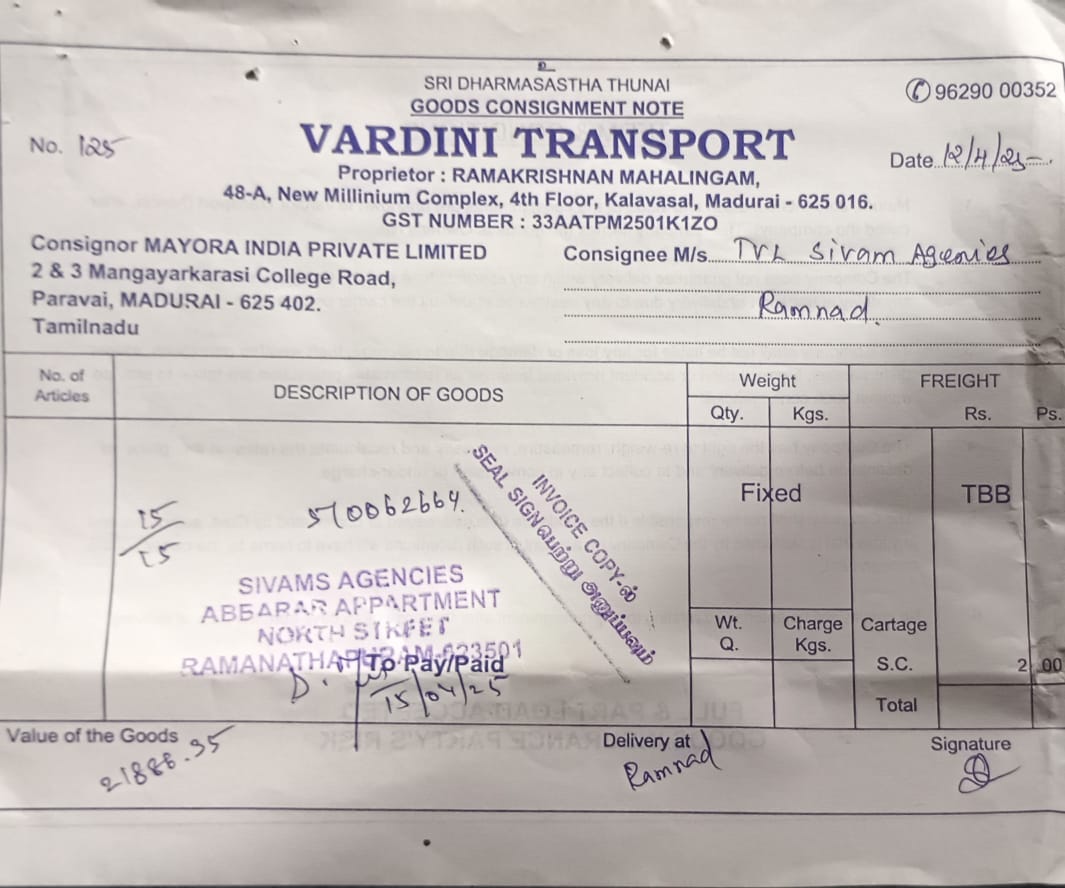 உ
SRI DHARMASASTHA THUNAI
GOODS CONSIGNMENT NOTE
✆ 96290 00352
No. 125
VARDINI TRANSPORT
Date 12/4/25
Proprietor : RAMAKRISHNAN MAHALINGAM,
48-A, New Millinium Complex, 4th Floor, Kalavasal, Madurai - 625 016.
GST NUMBER : 33AATPM2501K1ZO
Consignor MAYORA INDIA PRIVATE LIMITED
2 & 3 Mangayarkarasi College Road,
Paravai, MADURAI - 625 402.
Tamilnadu
Consignee M/s. TVL Sivam Agencies
Ramnad.
No. of Articles
DESCRIPTION OF GOODS
Weight
Qty. Kgs.
FREIGHT
Rs. Ps.
15/15
510062664.
INVOICE COPY-ல்
SEAL SIGN பெற்று அனுப்பவும்
Fixed
TBB
SIVAMS AGENCIES
ABBARAR APPARTMENT
NORTH STREET
RAMANATHAPURAM-623501
To Pay/Paid
15/04/25
Wt. Q.
Charge Kgs.
Cartage
S.C. 2 00
Total
Value of the Goods
21886.35
Delivery at
Ramnad
Signature